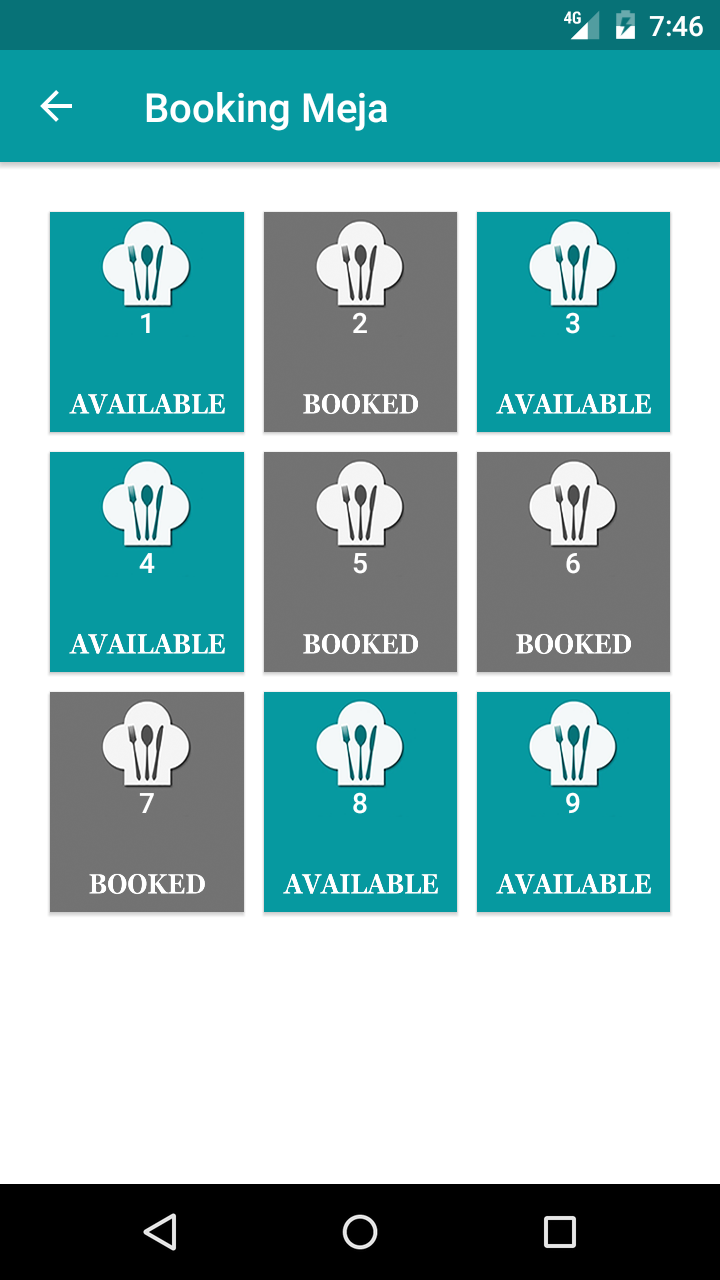 4G 7:46
Booking Meja
1 2 3
AVAILABLE BOOKED AVAILABLE
4 5 6
AVAILABLE BOOKED BOOKED
7 8 9
BOOKED AVAILABLE AVAILABLE